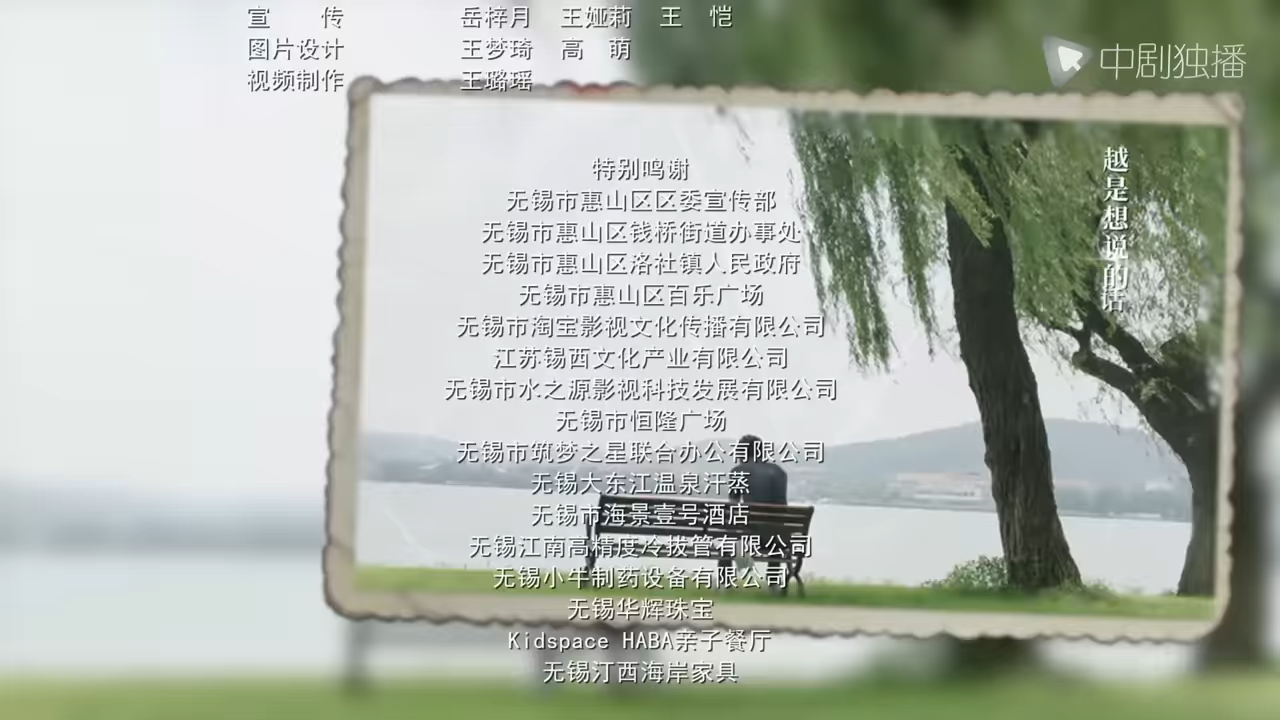 宣 传 岳梓月 王娅莉 王 恺
图片设计 王梦琦 高 萌
视频制作 王璐瑶
中剧独播
特别鸣谢
无锡市惠山区区委宣传部
无锡市惠山区钱桥街道办事处
无锡市惠山区洛社镇人民政府
无锡市惠山区百乐广场
无锡市淘宝影视文化传播有限公司
江苏锡西文化产业有限公司
无锡市水之源影视科技发展有限公司
无锡市恒隆广场
无锡市筑梦之星联合办公有限公司
无锡大东江温泉汗蒸
无锡市海景壹号酒店
无锡江南高精度冷拔管有限公司
无锡小牛制药设备有限公司
无锡华辉珠宝
Kidspace HABA亲子餐厅
无锡汀西海岸家具
越是想说的话